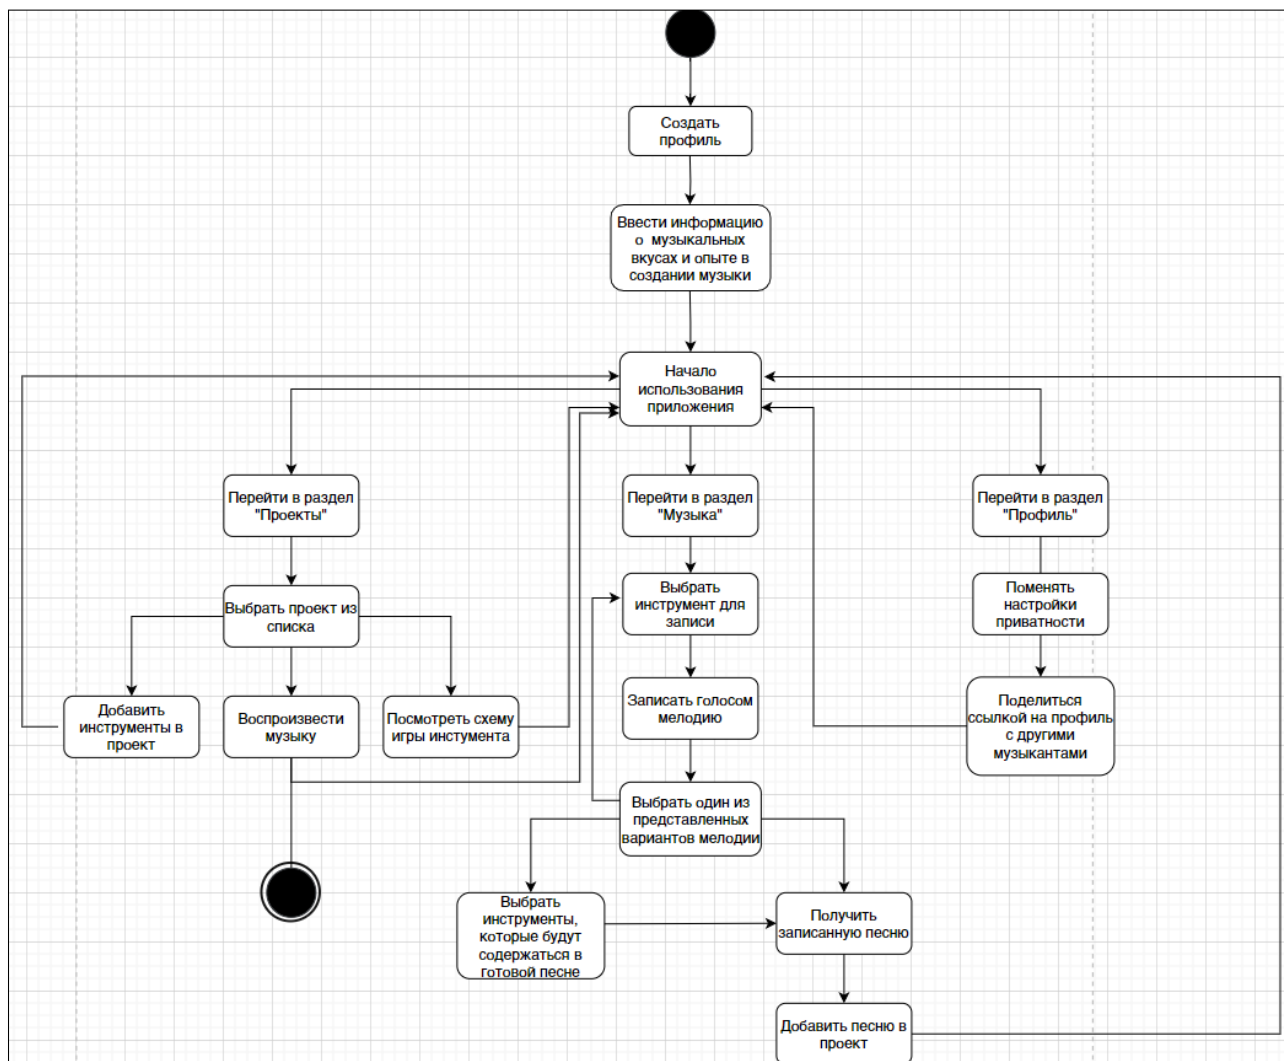 Создать
профиль
Ввести информацию
о музыкальных
вкусах и опыте в
создании музыки
Начало
использования
приложения
Перейти в раздел
"Проекты"
Перейти в раздел
"Музыка"
Перейти в раздел
"Профиль"
Выбрать проект из
списка
Выбрать
инструмент для
записи
Поменять
настройки
приватности
Добавить
инструменты в
проект
Воспроизвести
музыку
Посмотреть схему
игры инстумента
Записать голосом
мелодию
Поделиться
ссылкой на профиль
с другими
музыкантами
Выбрать один из
представленных
вариантов мелодии
Выбрать
инструменты,
которые будут
содержаться в
готовой песне
Получить
записанную песню
Добавить песню в
проект